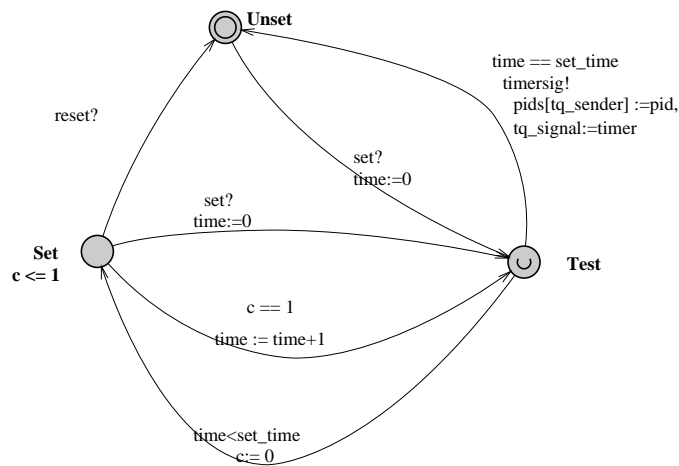 Unset
time == set_time
timersig!
pids[tq_sender] :=pid,
tq_signal:=timer
reset?
set?
time:=0
set?
time:=0
Set
c <= 1
U
Test
c == 1
time := time+1
time<set_time
c:= 0